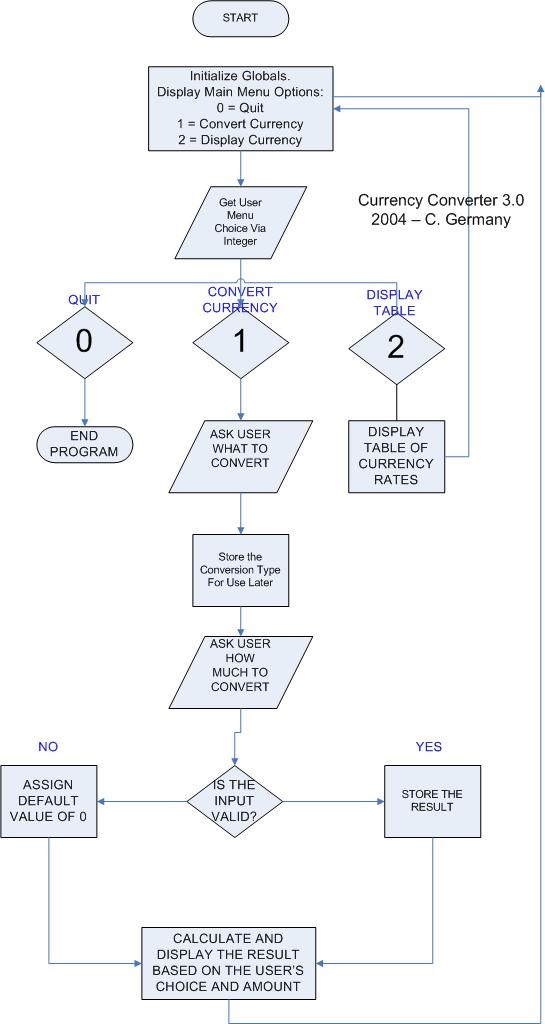 START
Initialize Globals.
Display Main Menu Options:
0 = Quit
1 = Convert Currency
2 = Display Currency
Get User
Menu
Choice Via
Integer
Currency Converter 3.0
2004 – C. Germany
QUIT
0
CONVERT
CURRENCY
1
DISPLAY
TABLE
2
END
PROGRAM
ASK USER
WHAT TO
CONVERT
DISPLAY
TABLE OF
CURRENCY
RATES
Store the
Conversion Type
For Use Later
ASK USER
HOW
MUCH TO
CONVERT
NO
YES
ASSIGN
DEFAULT
VALUE OF 0
IS THE
INPUT
VALID?
STORE THE
RESULT
CALCULATE AND
DISPLAY THE RESULT
BASED ON THE USER'S
CHOICE AND AMOUNT